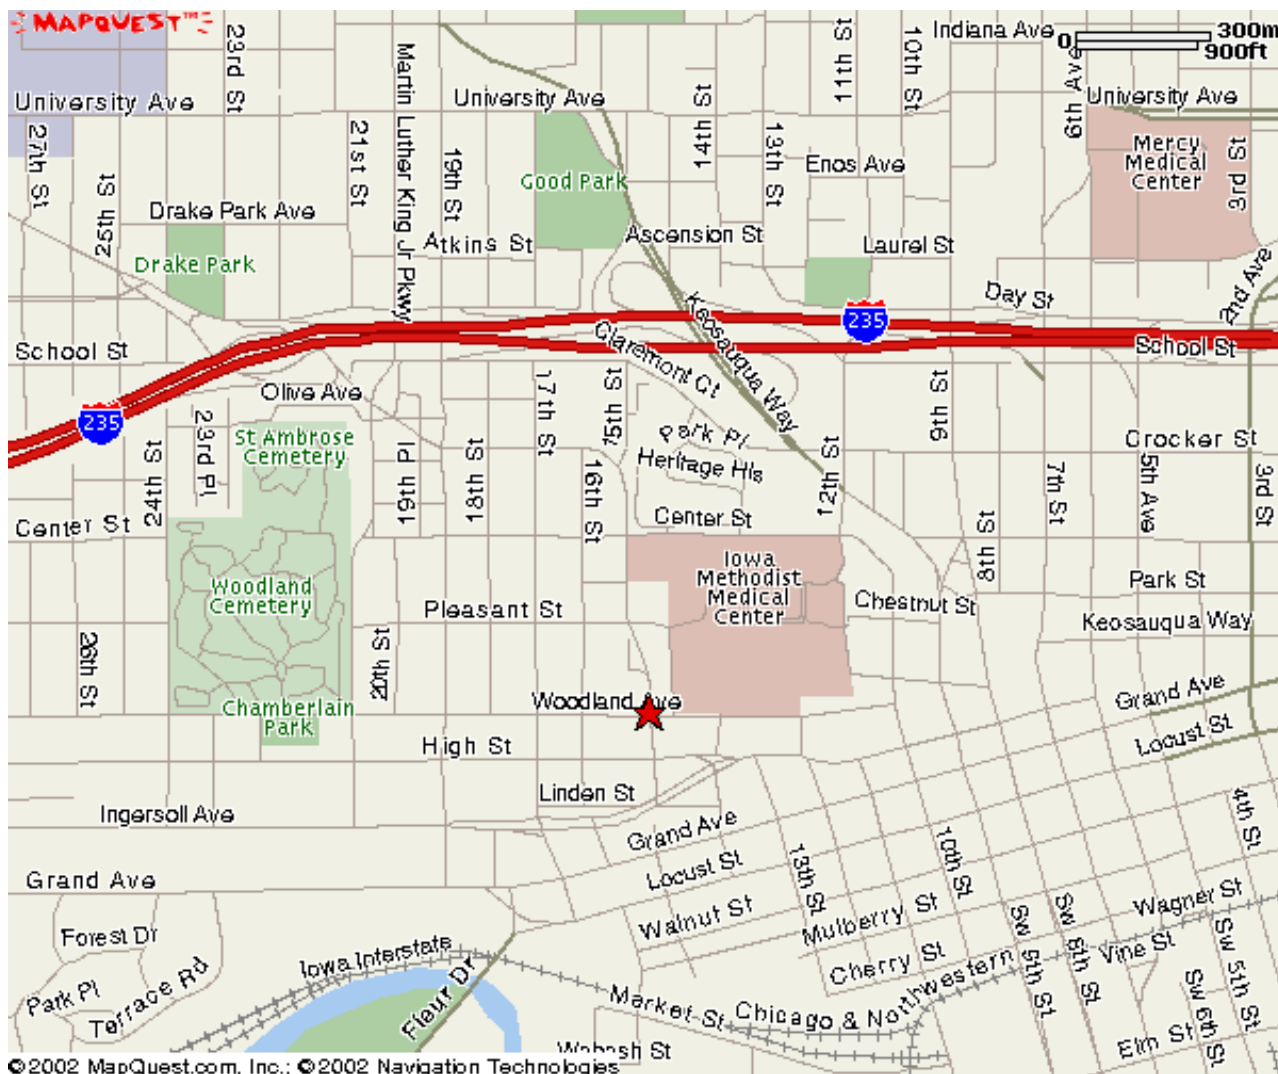 MAPQUEST™
23rd St
Martin Luther King Jr Pkwy
11th St
10th St
Indiana Ave
6th Ave
0
300m
900ft
University Ave
University Ave
University Ave
27th St
25th St
21st St
19th St
14th St
13th St
Enos Ave
Mercy
Medical
Center
3rd St
Good Park
Drake Park Ave
Atkins St
Ascension St
Laurel St
Drake Park
2nd Ave
Day St
Keosauqua Way
235
School St
Claremont Ct
School St
Olive Ave
17th St
15th St
9th St
235
23rd Pl
St Ambrose
Cemetery
Park Pl
Crocker St
24th St
19th Pl
18th St
16th St
Heritage Hls
12th St
7th St
5th Ave
3rd St
Center St
Center St
8th St
Iowa
Methodist
Medical
Center
Woodland
Cemetery
Pleasant St
Chestnut St
Park St
Keosauqua Way
26th St
20th St
Chamberlain
Park
Woodland Ave
Grand Ave
Locust St
High St
Linden St
Ingersoll Ave
Grand Ave
4th St
10th St
13th St
Locust St
Grand Ave
Walnut St
Mulberry St
Wagner St
Forest Dr
Iowa Interstate
Cherry St
Sw 9th St
Sw 8th St
Vine St
Sw 5th St
Park Pl
Terrace Rd
Fleur Dr
Market St
Chicago & Northwestern
Sw 6th St
Elm St
Wabash St
©2002 MapQuest.com, Inc.; ©2002 Navigation Technologies